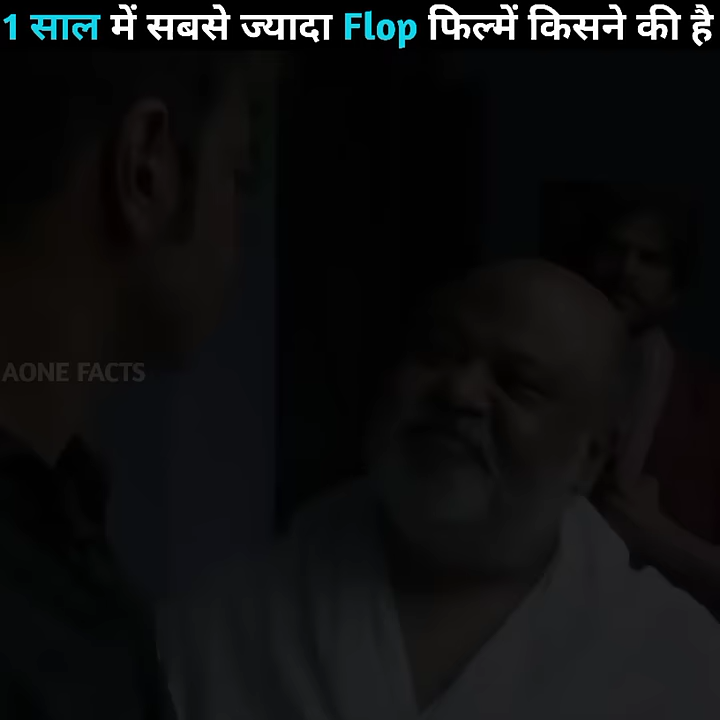 1 साल में सबसे ज्यादा Flop फिल्में किसने की है
AONE FACTS